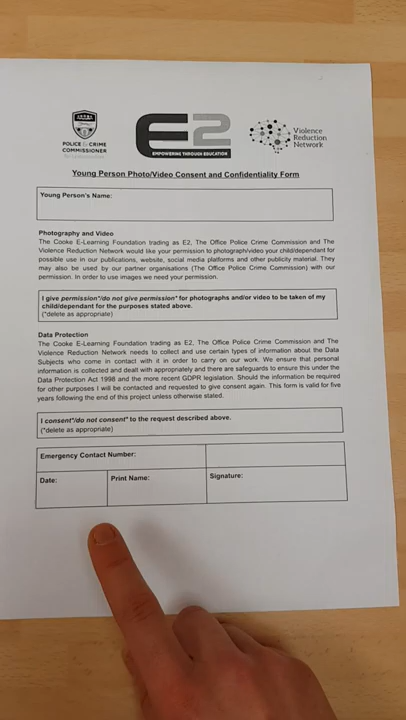 POLICE & CRIME
COMMISSIONER
E2
EMPOWERING THROUGH EDUCATION
Violence
Reduction
Network
Young Person Photo/Video Consent and Confidentiality Form
Young Person's Name:
Photography and Video
The Cooke E-Learning Foundation trading as E2, The Office Police Crime Commission and The
Violence Reduction Network would like your permission to photograph/video your child/dependant for
possible use in our publications, website, social media platforms and other publicity material. They
may also be used by our partner organisations (The Office Police Crime Commission) with our
permission. In order to use images we need your permission.
I give permission*/do not give permission* for photographs and/or video to be taken of my
child/dependant for the purposes stated above.
(*delete as appropriate)
Data Protection
The Cooke E-Learning Foundation trading as E2, The Office Police Crime Commission and The
Violence Reduction Network needs to collect and use certain types of information about the Data
Subjects who come in contact with it in order to carry on our work. We ensure that personal
information is collected and dealt with appropriately and there are safeguards to ensure this under the
Data Protection Act 1998 and the more recent GDPR legislation. Should the information be required
for other purposes I will be contacted and requested to give consent again. This form is valid for five
years following the end of this project unless otherwise stated.
I consent*/do not consent* to the request described above.
(*delete as appropriate)
Emergency Contact Number:
Date:
Print Name:
Signature: